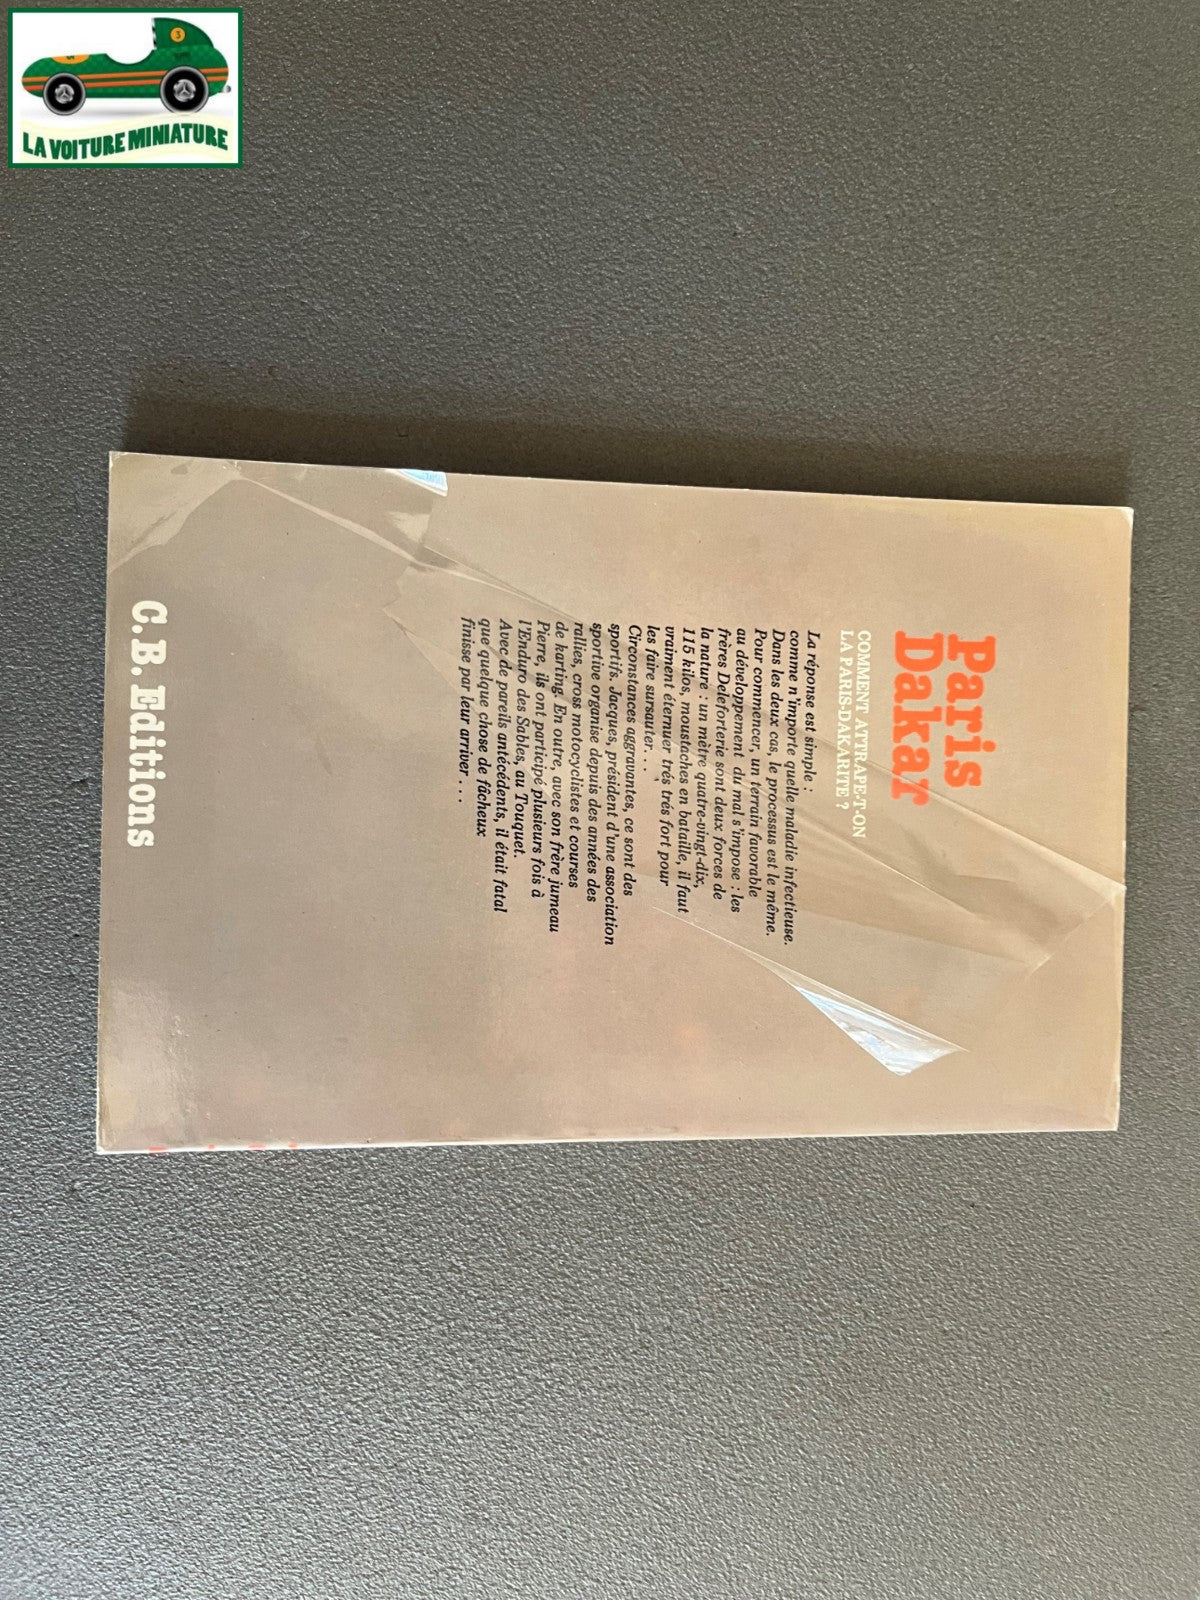 3
LA VOITURE MINIATURE
Paris
Dakar
COMMENT ATTRAPE-T-ON
LA PARIS-DAKARITE ?
La réponse est simple :
comme n'importe quelle maladie infectieuse.
Dans les deux cas, le processus est le même.
Pour commencer, un terrain favorable
au développement du mal s'impose : les
frères Deleforterie sont deux forces de
la nature : un mètre quatre-vingt-dix,
115 kilos, moustaches en bataille, il faut
vraiment éternuer trés trés fort pour
les faire sursauter. . .
Circonstances aggravantes, ce sont des
sportifs. Jacques, président d'une association
sportive organise depuis des années des
rallies, cross motocyclistes et courses
de karting. En outre, avec son frère jumeau
Pierre, ils ont participé plusieurs fois à
l'Enduro des Sables, au Touquet.
Avec de pareils antécédents, il était fatal
que quelque chose de fâcheux
finisse par leur arriver . . .
C.B. Editions